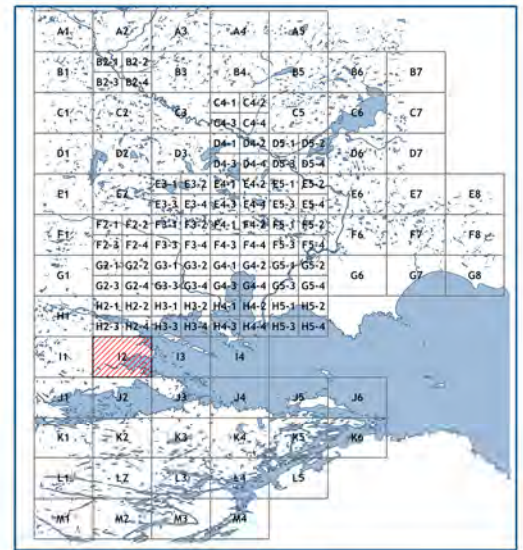 A1 A2 A3 A4 A5
B1 B2-1 B2-2 B3 B4 B5 B6 B7
B2-3 B2-4
C1 C2 C3 C4-1 C4-2 C5 C6 C7
C4-3 C4-4
D1 D2 D3 D4-1 D4-2 D5-1 D5-2 D6 D7
D4-3 D4-4 D5-3 D5-4
E1 E2 E3-1 E3-2 E4-1 E4-2 E5-1 E5-2 E6 E7 E8
E3-3 E3-4 E4-3 E4-4 E5-3 E5-4
F1 F2-1 F2-2 F3-1 F3-2 F4-1 F4-2 F5-1 F5-2 F6 F7 F8
F2-3 F2-4 F3-3 F3-4 F4-3 F4-4 F5-3 F5-4
G1 G2-1 G2-2 G3-1 G3-2 G4-1 G4-2 G5-1 G5-2 G6 G7 G8
G2-3 G2-4 G3-3 G3-4 G4-3 G4-4 G5-3 G5-4
H1 H2-1 H2-2 H3-1 H3-2 H4-1 H4-2 H5-1 H5-2
H2-3 H2-4 H3-3 H3-4 H4-3 H4-4 H5-3 H5-4
I1 I2 I3 I4
J1 J2 J3 J4 J5 J6
K1 K2 K3 K4 K5 K6
L1 L2 L3 L4 L5
M1 M2 M3 M4